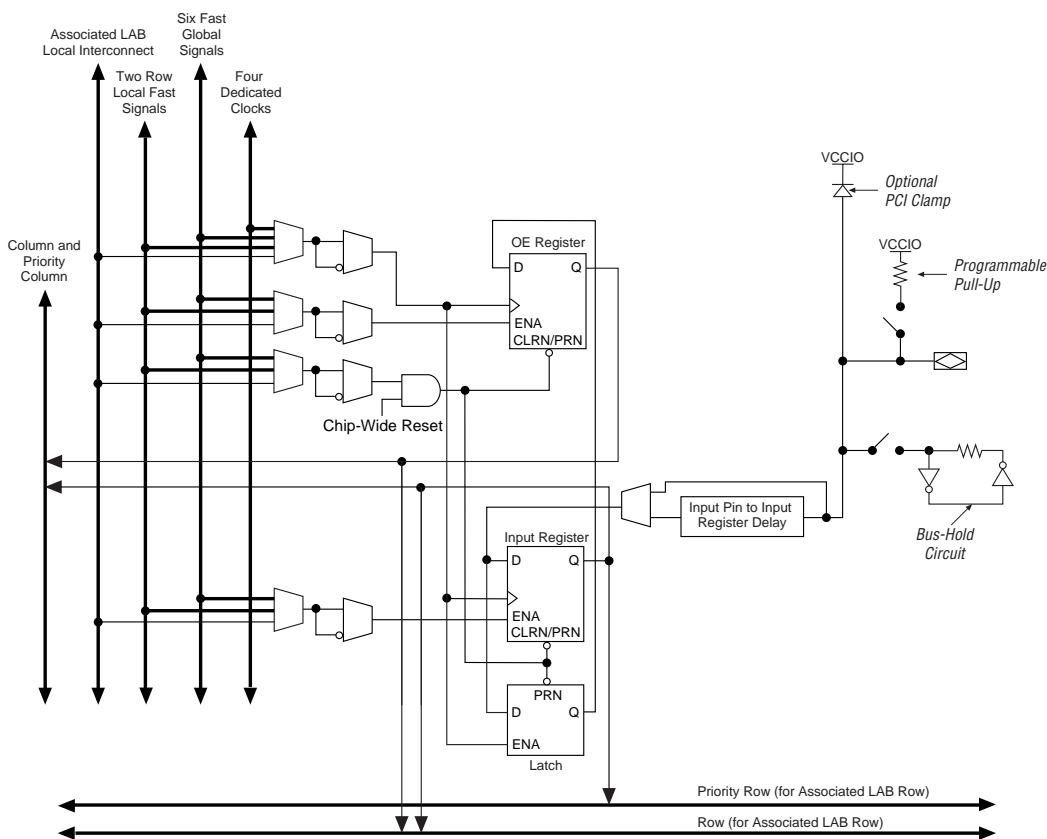 Six Fast
Global
Signals
Associated LAB
Local Interconnect
Two Row
Local Fast
Signals
Four
Dedicated
Clocks
Column and
Priority
Column
VCCIO
Optional
PCI Clamp
VCCIO
Programmable
Pull-Up
OE Register
D
Q
ENA
CLRN/PRN
Chip-Wide Reset
Input Pin to Input
Register Delay
Bus-Hold
Circuit
Input Register
D
Q
ENA
CLRN/PRN
PRN
D
Q
ENA
Latch
Priority Row (for Associated LAB Row)
Row (for Associated LAB Row)